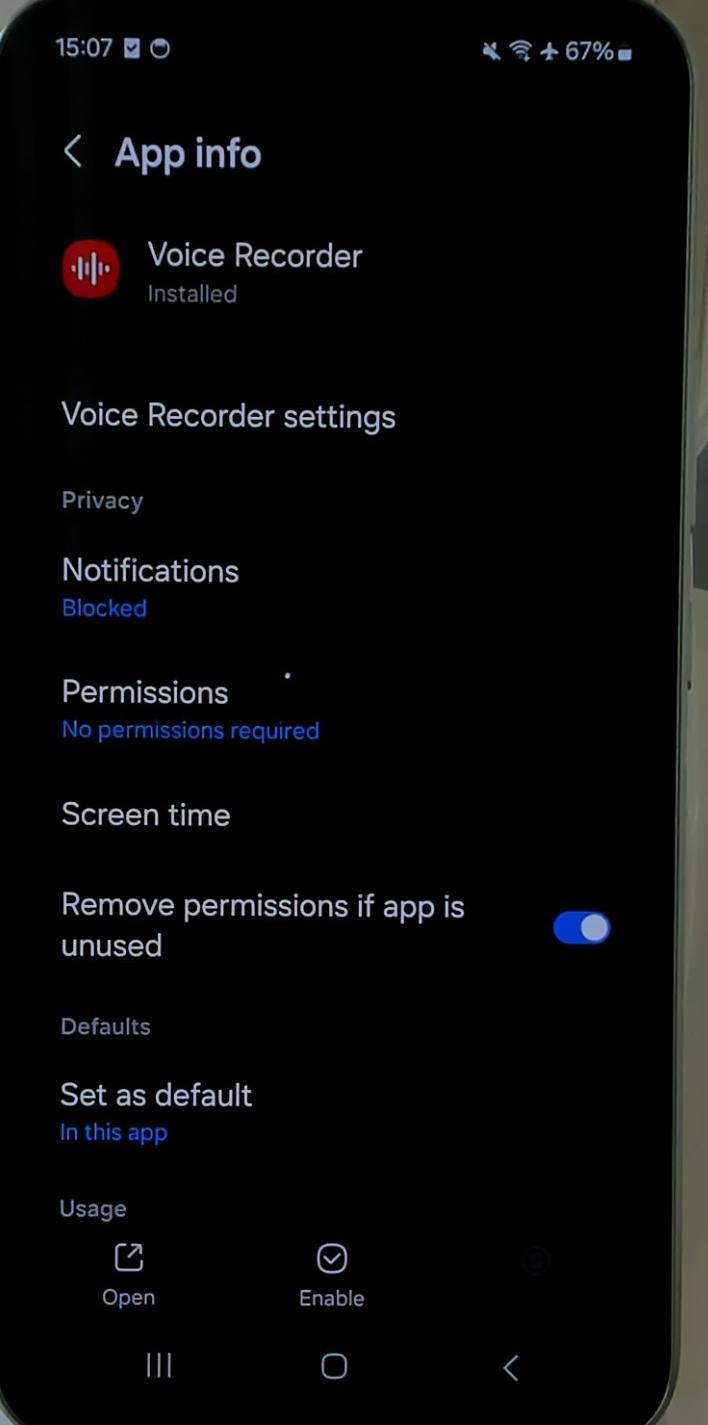 15:07
67%
App info
Voice Recorder
Installed
Voice Recorder settings
Privacy
Notifications
Blocked
Permissions
No permissions required
Screen time
Remove permissions if app is
unused
Defaults
Set as default
In this app
Usage
Open
Enable